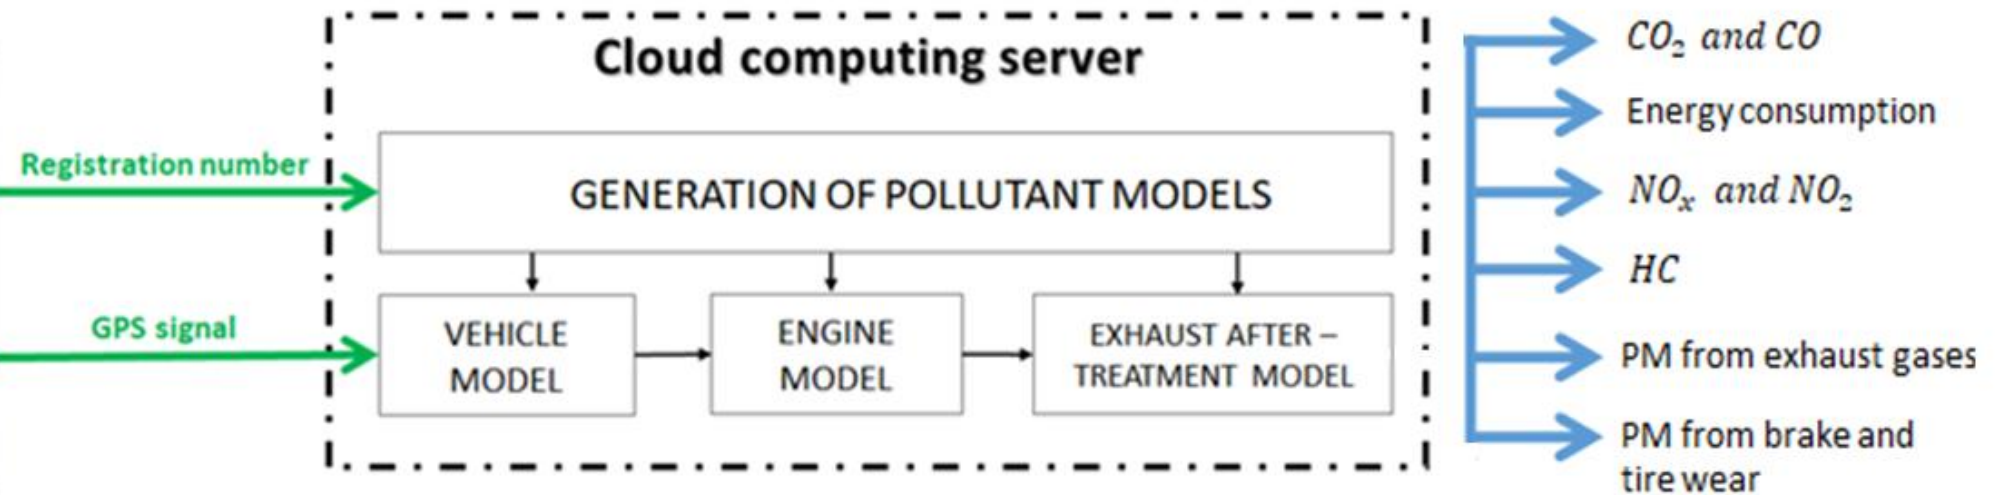 Cloud computing server
Registration number
GENERATION OF POLLUTANT MODELS
GPS signal
VEHICLE
MODEL
ENGINE
MODEL
EXHAUST AFTER –
TREATMENT MODEL
CO₂ and CO
Energy consumption
NOₓ and NO₂
HC
PM from exhaust gases
PM from brake and
tire wear